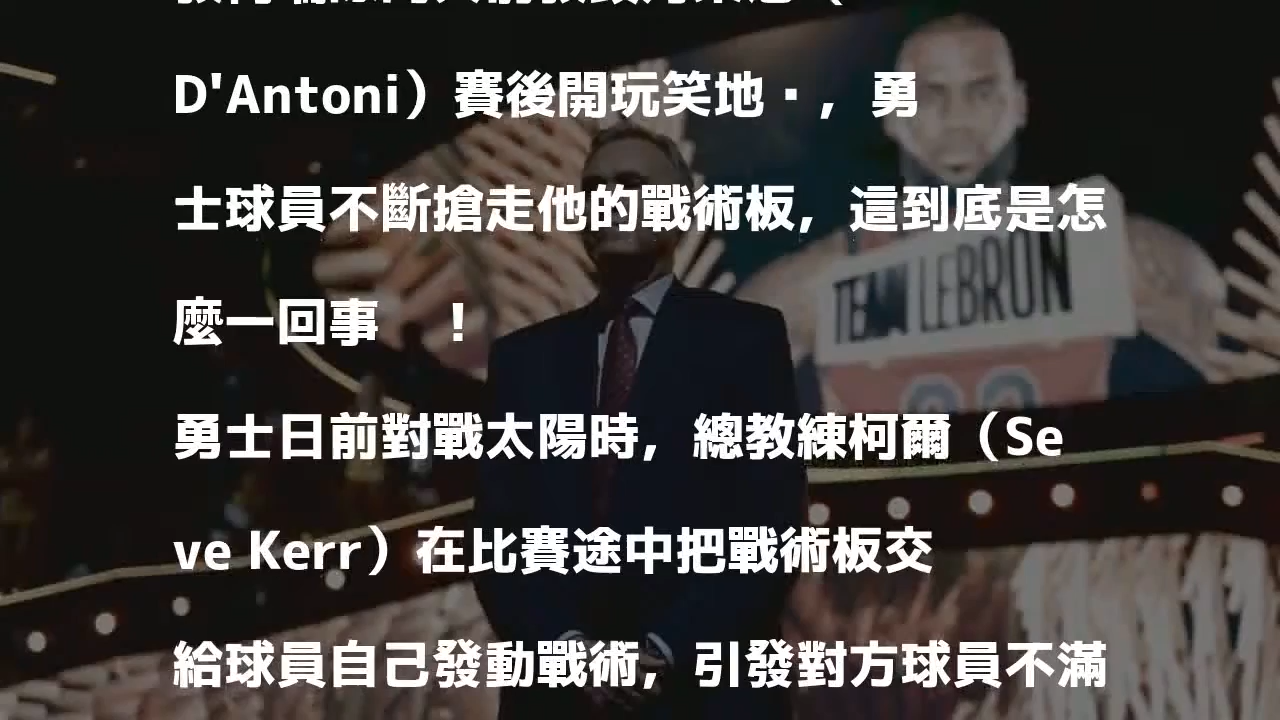 D'Antoni）賽後開玩笑地·，勇
士球員不斷搶走他的戰術板，這到底是怎
麼一回事　！
勇士日前對戰太陽時，總教練柯爾（Se
ve Kerr）在比賽途中把戰術板交
給球員自己發動戰術，引發對方球員不滿
TEAM LEBRON